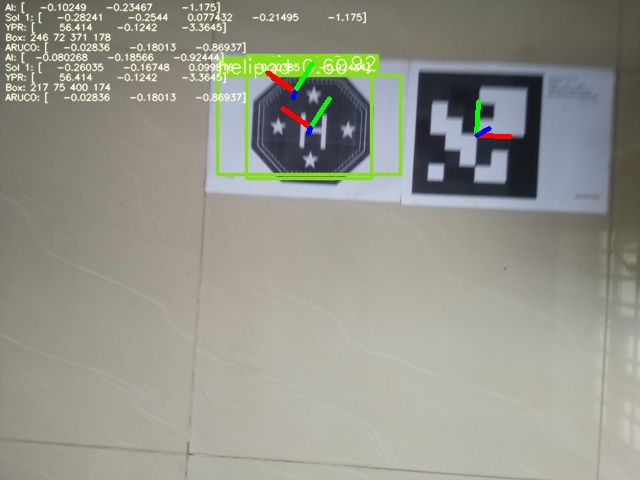 AI: [ -0.10249 -0.23467 -1.175]
Sol 1: [ -0.28241 -0.2544 0.077432 -0.21495 -1.175]
YPR: [ 56.414 -0.1242 -3.3645]
Box: 246 72 371 178
ARUCO: [ -0.02836 -0.18013 -0.86937]
AI: [ -0.080268 -0.18566 -0.92444]
Sol 1: [ -0.26035 -0.16748
YPR: [ 56.414 -0.1242 -3.3645]
Box: 217 75 400 174
ARUCO: [ -0.02836 -0.18013 -0.86937]
H